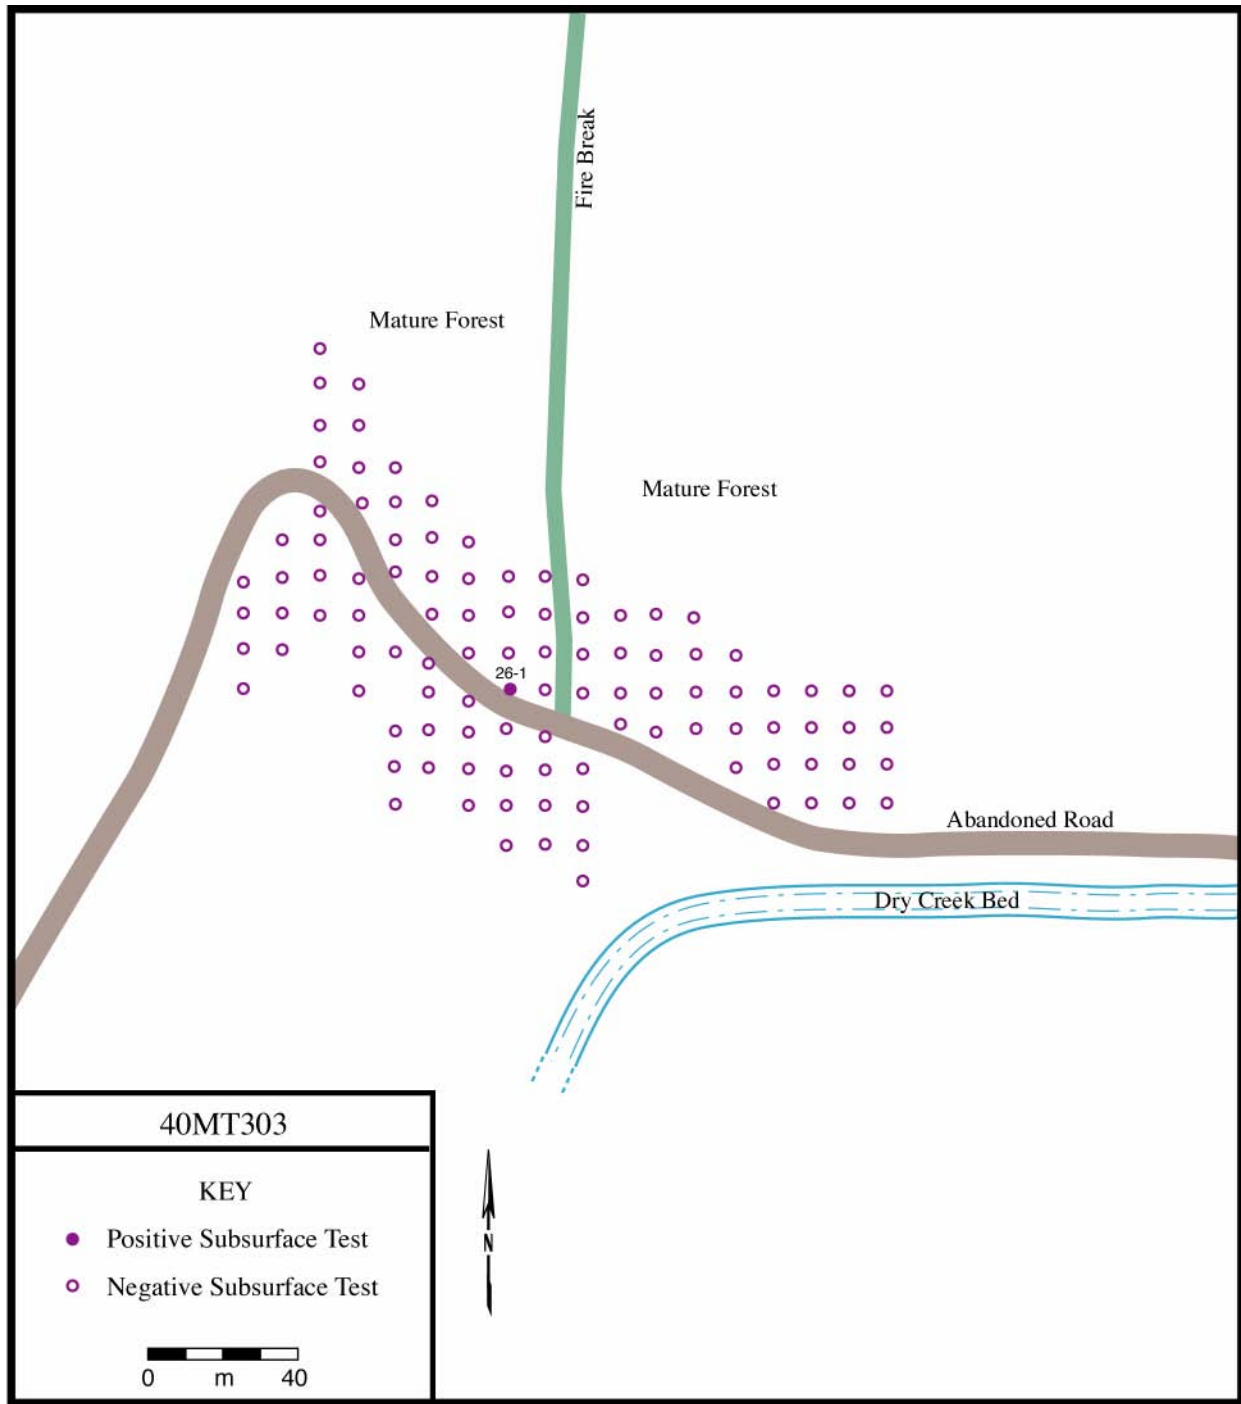 Fire Break
Mature Forest
Mature Forest
26-1
Abandoned Road
Dry Creek Bed
40MT303
KEY
Positive Subsurface Test
Negative Subsurface Test
0 m 40
N